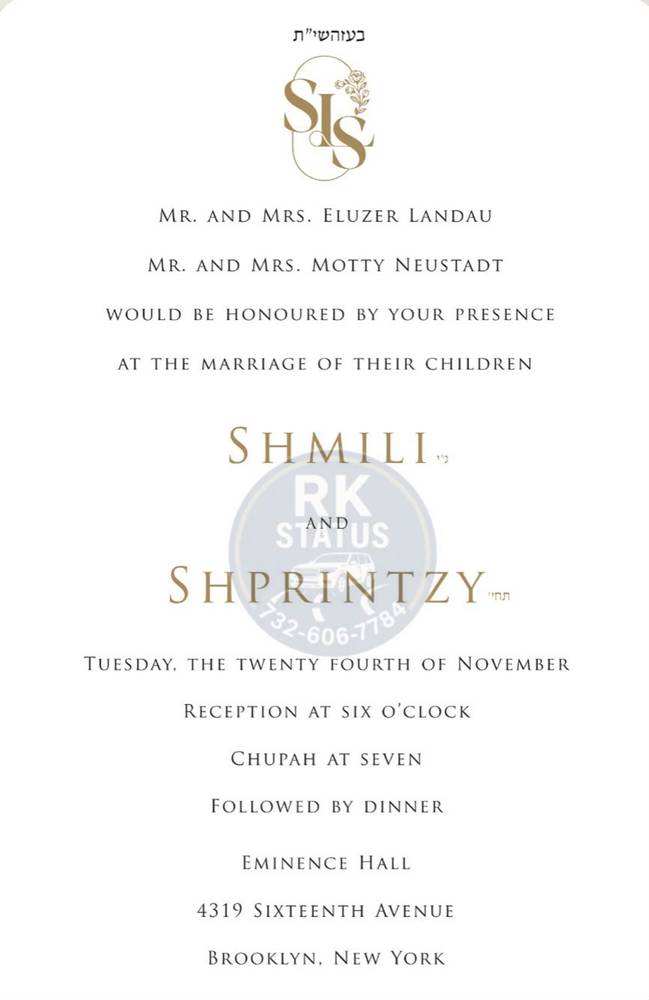 בעזהשי"ת
SLS
Mr. and Mrs. Eluzer Landau
Mr. and Mrs. Motty Neustadt
would be honoured by your presence
at the marriage of their children
Shmili נ"י
RK
STATUS
and
Shprintzy תחי'
732-606-7784
Tuesday, the twenty fourth of November
Reception at six o'clock
Chupah at seven
Followed by dinner
Eminence Hall
4319 Sixteenth Avenue
Brooklyn, New York